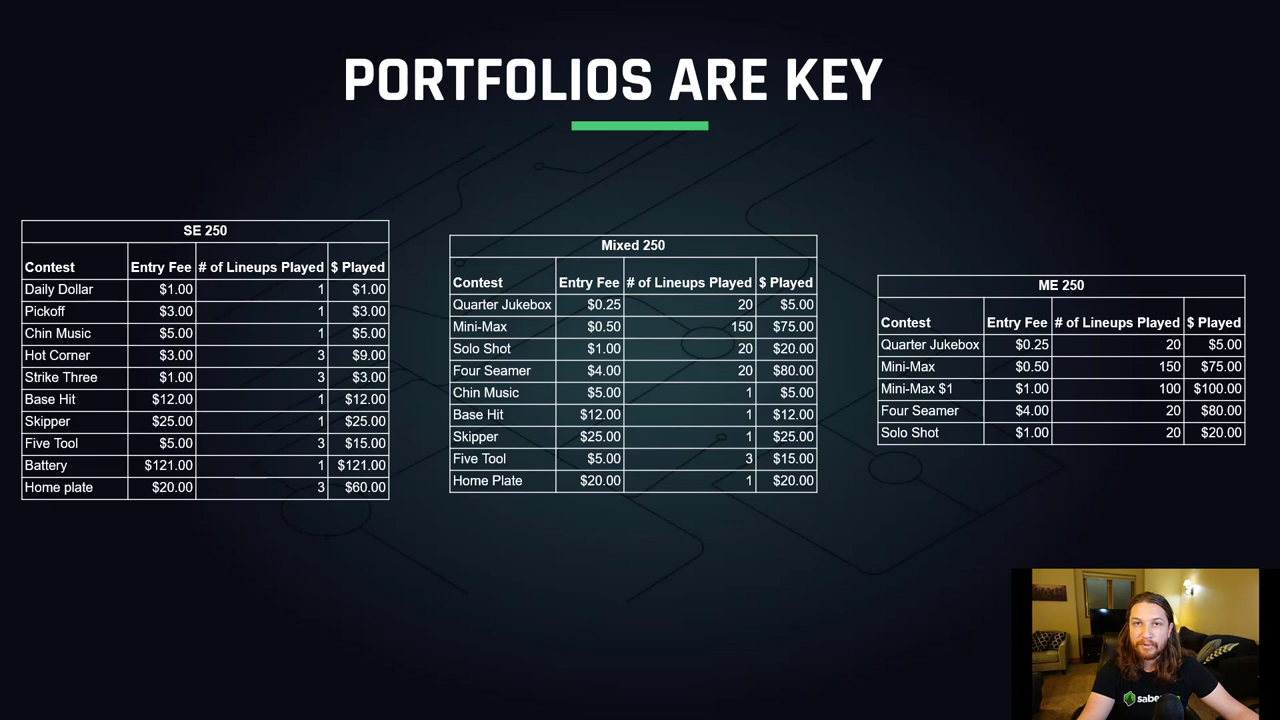 PORTFOLIOS ARE KEY
SE 250
Contest Entry Fee # of Lineups Played $ Played
Daily Dollar $1.00 1 $1.00
Pickoff $3.00 1 $3.00
Chin Music $5.00 1 $5.00
Hot Corner $3.00 3 $9.00
Strike Three $1.00 3 $3.00
Base Hit $12.00 1 $12.00
Skipper $25.00 1 $25.00
Five Tool $5.00 3 $15.00
Battery $121.00 1 $121.00
Home plate $20.00 3 $60.00
Mixed 250
Contest Entry Fee # of Lineups Played $ Played
Quarter Jukebox $0.25 20 $5.00
Mini-Max $0.50 150 $75.00
Solo Shot $1.00 20 $20.00
Four Seamer $4.00 20 $80.00
Chin Music $5.00 1 $5.00
Base Hit $12.00 1 $12.00
Skipper $25.00 1 $25.00
Five Tool $5.00 3 $15.00
Home Plate $20.00 1 $20.00
ME 250
Contest Entry Fee # of Lineups Played $ Played
Quarter Jukebox $0.25 20 $5.00
Mini-Max $0.50 150 $75.00
Mini-Max $1 $1.00 100 $100.00
Four Seamer $4.00 20 $80.00
Solo Shot $1.00 20 $20.00